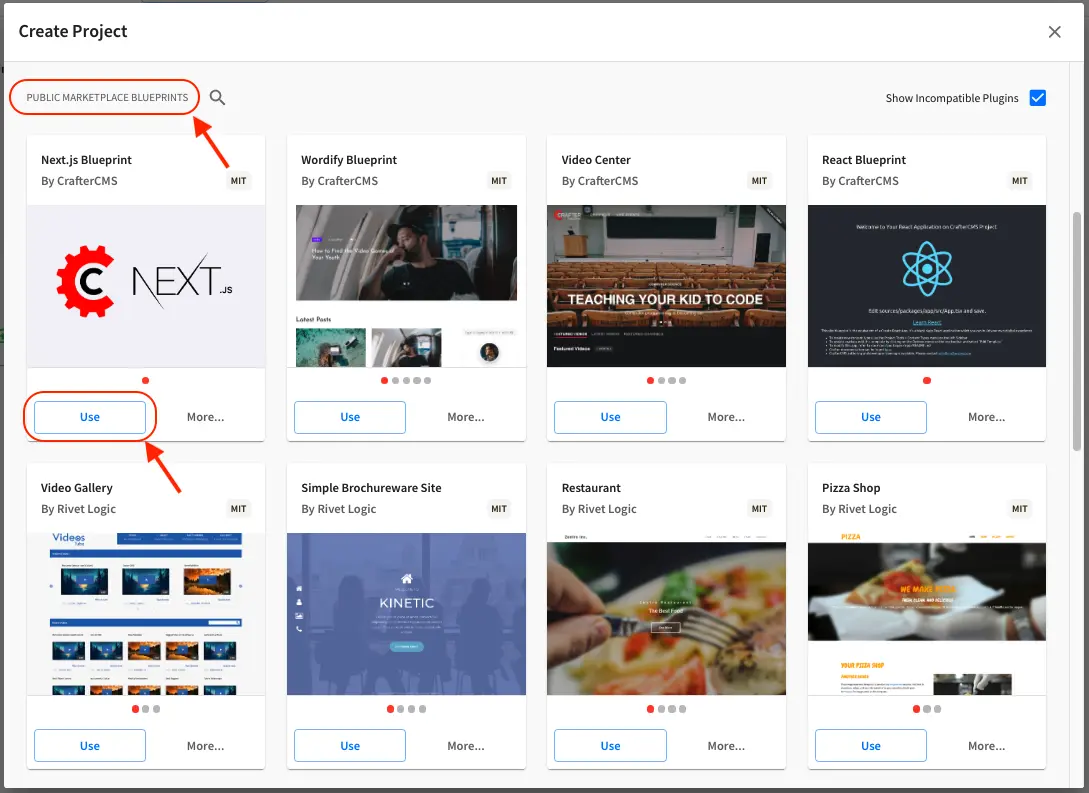 Create Project
PUBLIC MARKETPLACE BLUEPRINTS
Show Incompatible Plugins
Next.js Blueprint
By CrafterCMS
MIT
C NEXT.JS
Use
More...
Wordify Blueprint
By CrafterCMS
MIT
How to Find the Video Games of
Your Youth
Latest Posts
Use
More...
Video Center
By CrafterCMS
MIT
CRAFTER
TEACHING YOUR KID TO CODE
Featured Videos
Use
More...
React Blueprint
By CrafterCMS
MIT
Welcome to Your React Application on CrafterCMS Project
Edit sources/packages/app/src/App.tsx and save.
Learn React
Use
More...
Video Gallery
By Rivet Logic
MIT
Videos
Use
More...
Simple Brochureware Site
By Rivet Logic
MIT
KINETIC
Use
More...
Restaurant
By Rivet Logic
MIT
The Best Food
Use
More...
Pizza Shop
By Rivet Logic
MIT
PIZZA
WE MAKE
YOUR PIZZA SHOP
Use
More...